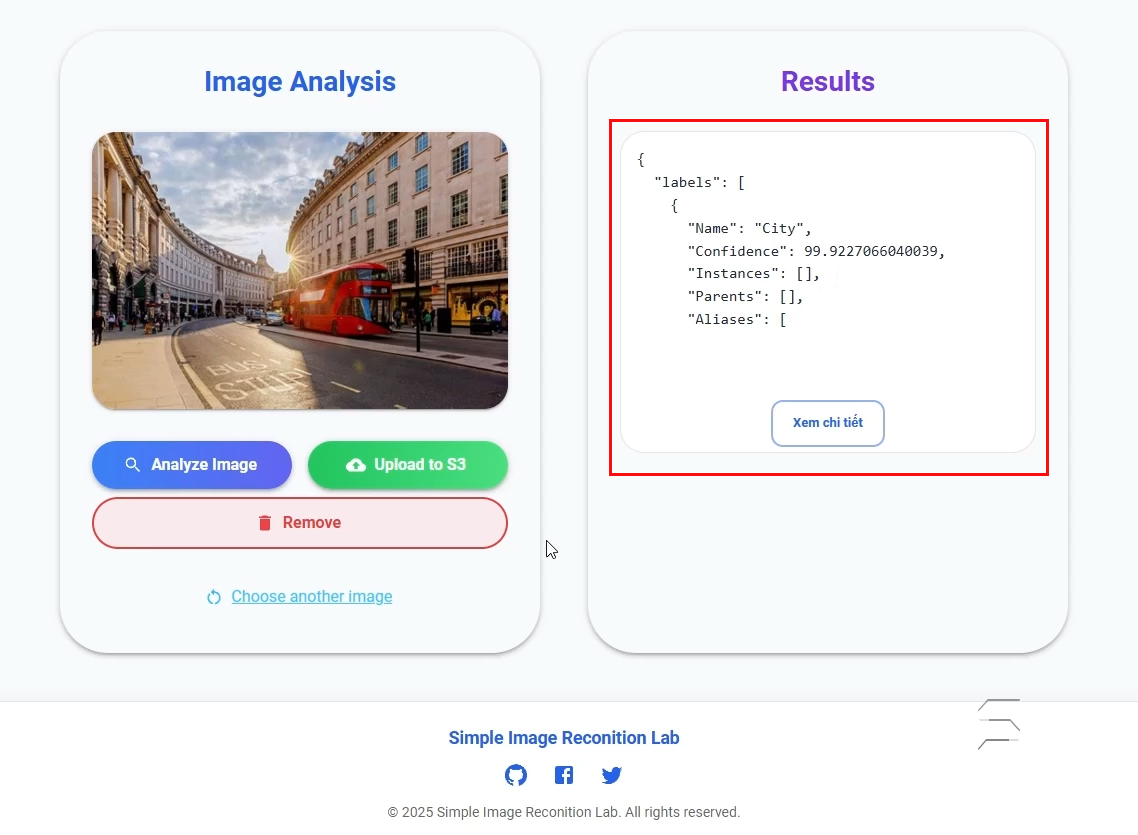 Image Analysis
BUS
STOP
Analyze Image
Upload to S3
Remove
Choose another image
Results
{
"labels": [
{
"Name": "City",
"Confidence": 99.9227066040039,
"Instances": [],
"Parents": [],
"Aliases": [
Xem chi tiết
Simple Image Reconition Lab
© 2025 Simple Image Reconition Lab. All rights reserved.